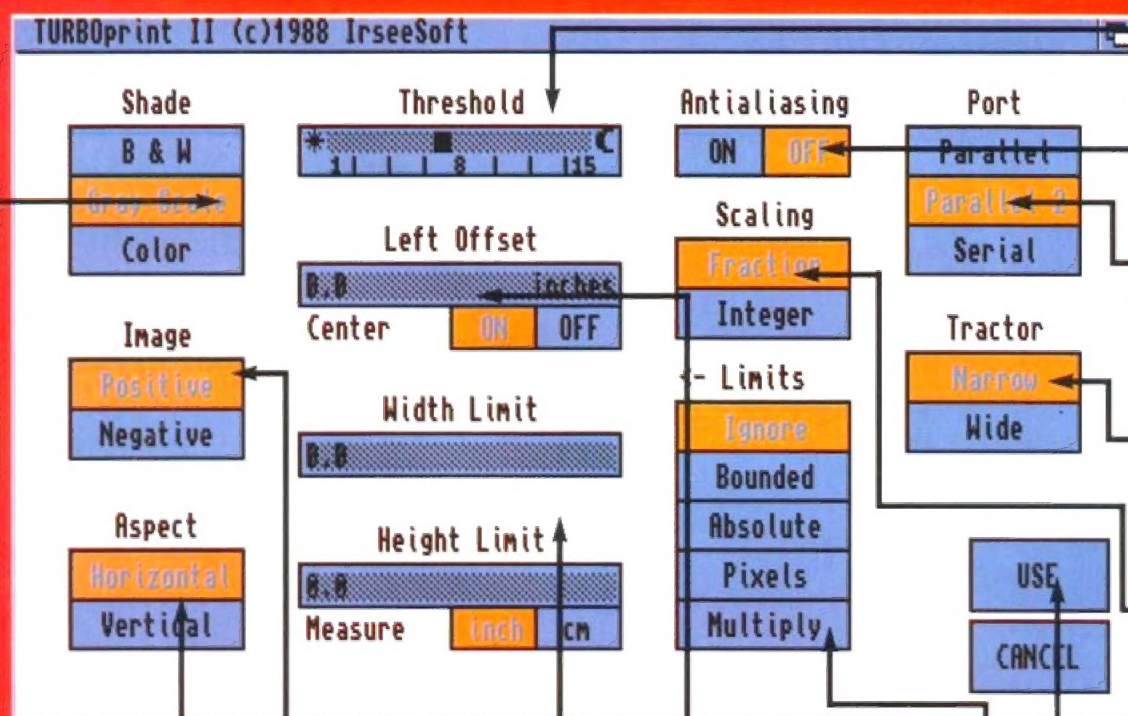 TURBOprint II (c)1988 IrseeSoft
Shade
B & W
Gray Scale
Color
Image
Positive
Negative
Aspect
Horizontal
Vertical
Threshold
1 8 15
Left Offset
0.0 inches
Center ON OFF
Width Limit
0.0
Height Limit
0.0
Measure inch cm
Antialiasing
ON OFF
Scaling
Fraction
Integer
<- Limits
Ignore
Bounded
Absolute
Pixels
Multiply
Port
Parallel
Parallel 2
Serial
Tractor
Narrow
Wide
USE
CANCEL